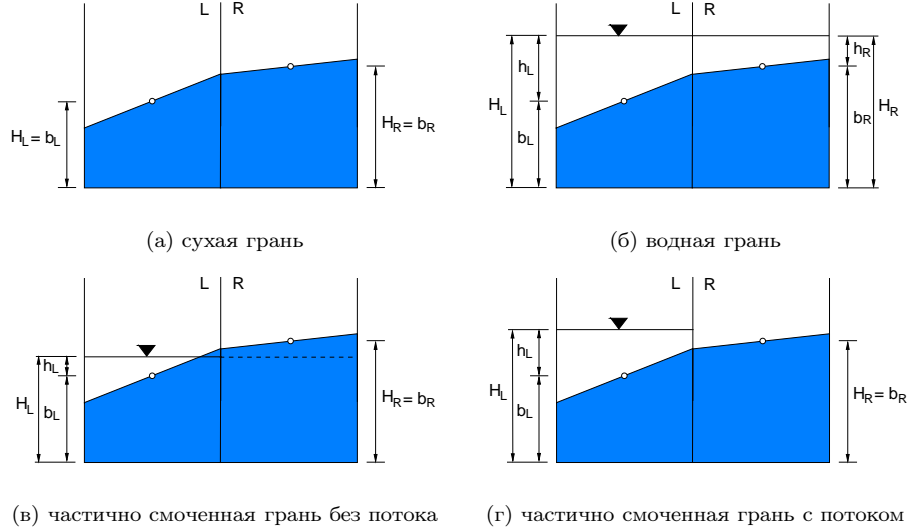 L R
H_L = b_L
H_R = b_R
(а) сухая грань
L R
h_L
H_L
b_L
h_R
b_R
H_R
(б) водная грань
L R
h_L
H_L
b_L
H_R = b_R
(в) частично смоченная грань без потока
L R
h_L
H_L
b_L
H_R = b_R
(г) частично смоченная грань с потоком